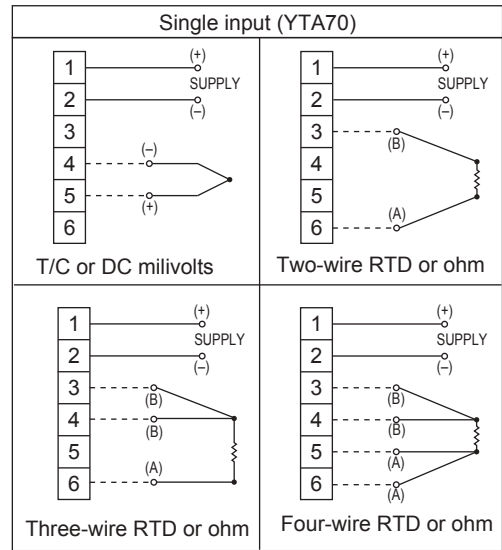 Single input (YTA70)
1
2
3
4
5
6
(+)
SUPPLY
(–)
(–)
(+)
T/C or DC milivolts
1
2
3
4
5
6
(+)
SUPPLY
(–)
(B)
(A)
Two-wire RTD or ohm
1
2
3
4
5
6
(+)
SUPPLY
(–)
(B)
(B)
(A)
Three-wire RTD or ohm
1
2
3
4
5
6
(+)
SUPPLY
(–)
(B)
(B)
(A)
(A)
Four-wire RTD or ohm